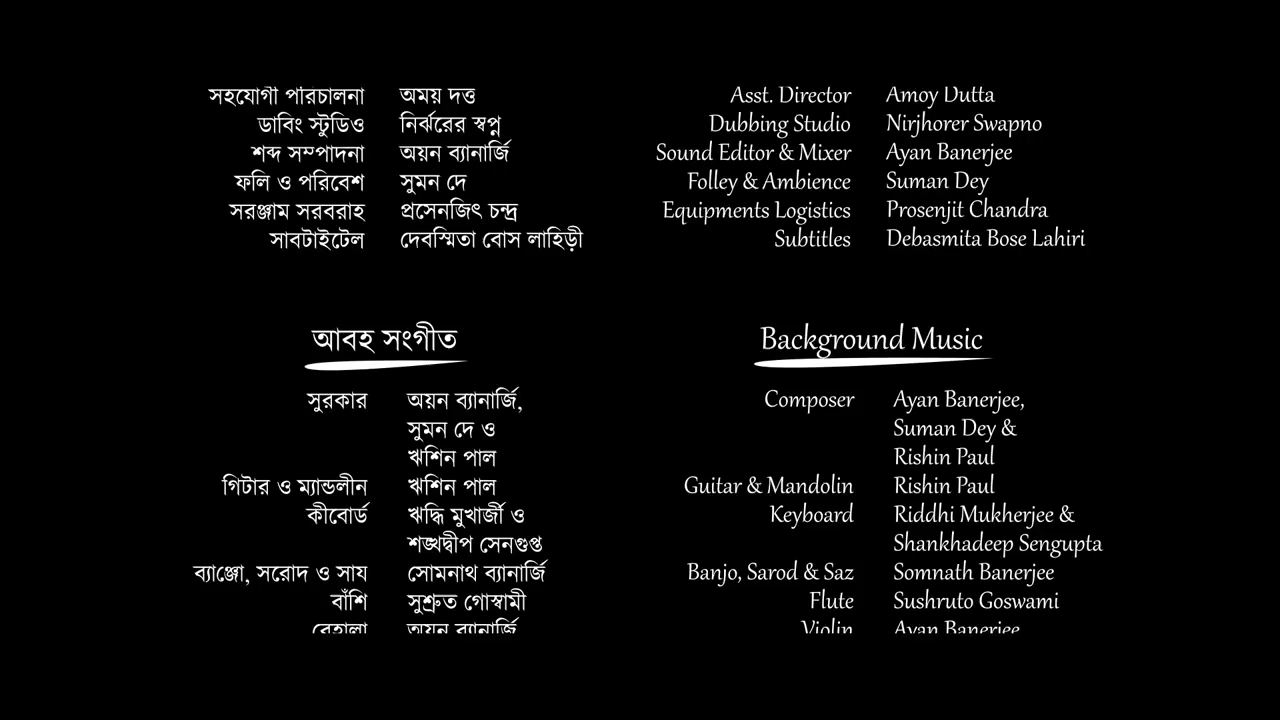 সহযোগী পরিচালনা অময় দত্ত
ডাবিং স্টুডিও নির্ঝরের স্বপ্ন
শব্দ সম্পাদনা অয়ন ব্যানার্জি
ফলি ও পরিবেশ সুমন দে
সরঞ্জাম সরবরাহ প্রসেনজিৎ চন্দ্র
সাবটাইটেল দেবস্মিতা বোস লাহিড়ী
আবহ সংগীত
সুরকার অয়ন ব্যানার্জি,
সুমন দে ও
ঋশিন পাল
গিটার ও ম্যান্ডলীন ঋশিন পাল
কীবোর্ড ঋদ্ধি মুখার্জী ও
শঙ্খদ্বীপ সেনগুপ্ত
ব্যাঞ্জো, সরোদ ও সায সোমনাথ ব্যানার্জি
বাঁশি সুশ্রুত গোস্বামী
বেহালা অয়ন ব্যানার্জি
Asst. Director Amoy Dutta
Dubbing Studio Nirjhorer Swapno
Sound Editor & Mixer Ayan Banerjee
Folley & Ambience Suman Dey
Equipments Logistics Prosenjit Chandra
Subtitles Debasmita Bose Lahiri
Background Music
Composer Ayan Banerjee,
Suman Dey &
Rishin Paul
Guitar & Mandolin Rishin Paul
Keyboard Riddhi Mukherjee &
Shankhadeep Sengupta
Banjo, Sarod & Saz Somnath Banerjee
Flute Sushruto Goswami
Violin Ayan Banerjee